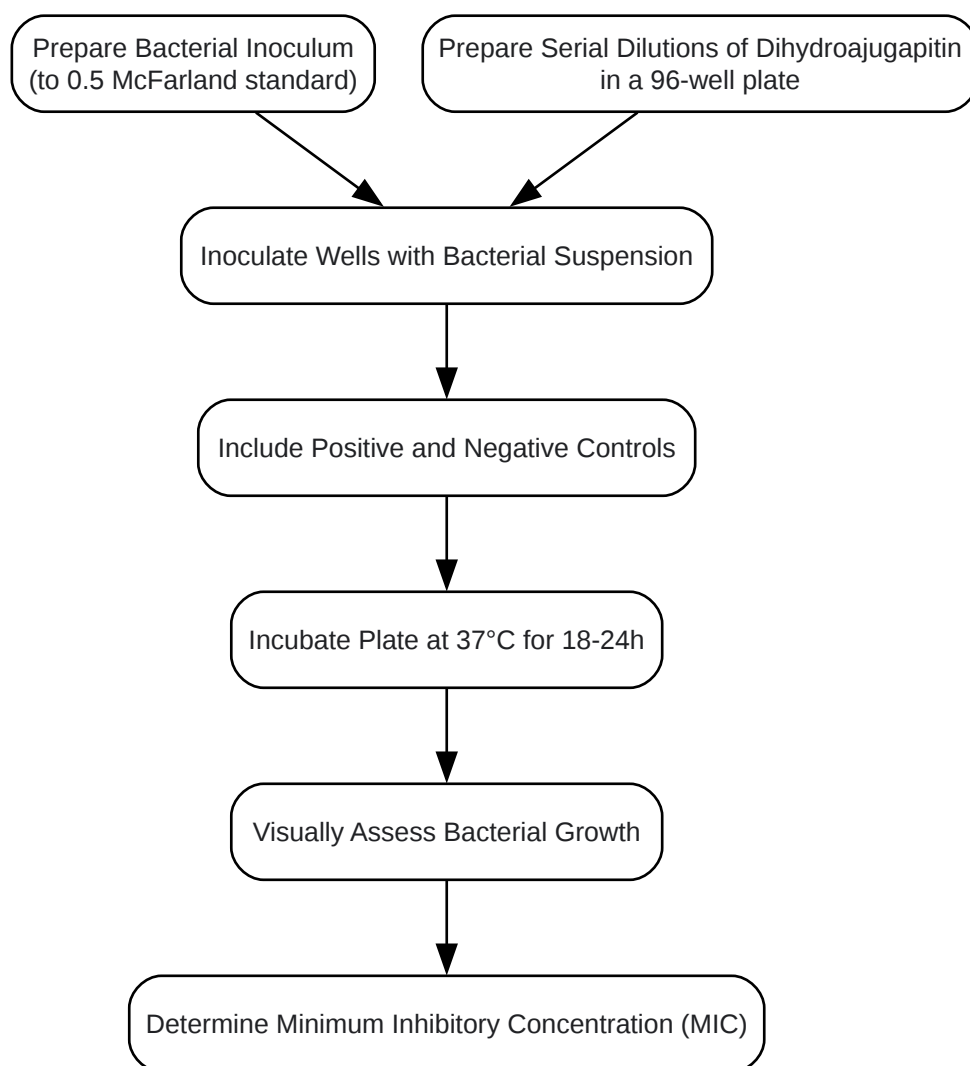 Prepare Bacterial Inoculum
(to 0.5 McFarland standard)
Prepare Serial Dilutions of Dihydroajugapitin
in a 96-well plate
Inoculate Wells with Bacterial Suspension
Include Positive and Negative Controls
Incubate Plate at 37°C for 18-24h
Visually Assess Bacterial Growth
Determine Minimum Inhibitory Concentration (MIC)